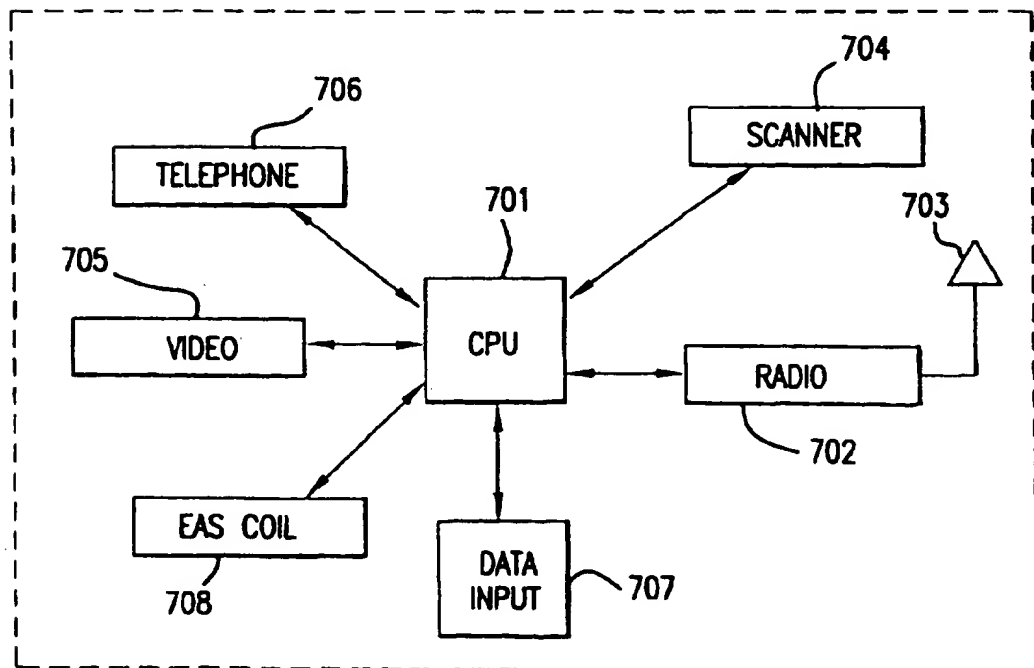 704
706
SCANNER
TELEPHONE
701
703
705
CPU
VIDEO
RADIO
702
EAS COIL
DATA
INPUT
707
708